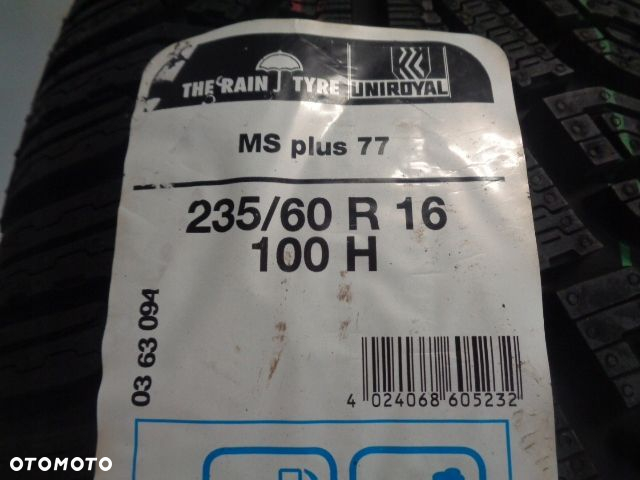 THE RAIN TYRE UNIROYAL
MS plus 77
235/60 R 16
100 H
03 63 094
4 024068 605232
OTOMOTO